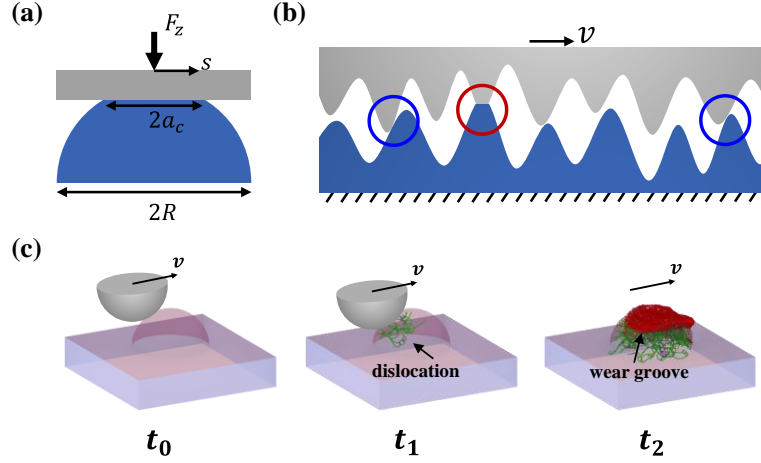 (a)
F_z
s
2a_c
2R
(b)
v
(c)
v
v
v
dislocation
wear groove
t_0
t_1
t_2